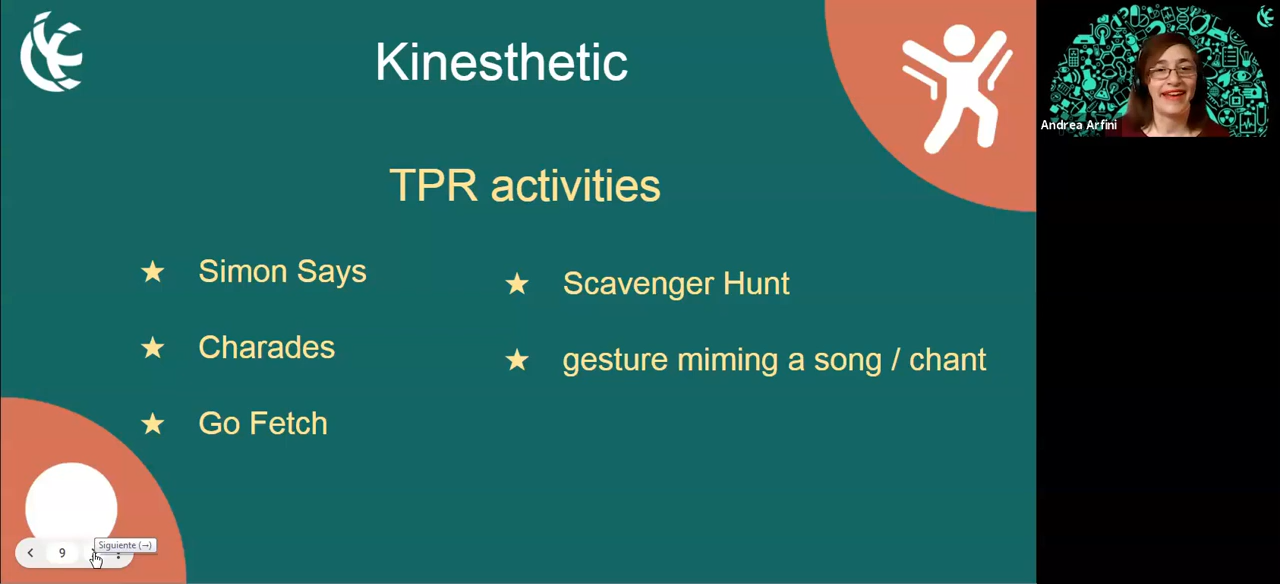 Kinesthetic
TPR activities
★ Simon Says
★ Charades
★ Go Fetch
★ Scavenger Hunt
★ gesture miming a song / chant
Andrea Arfini
9
Siguiente (→)